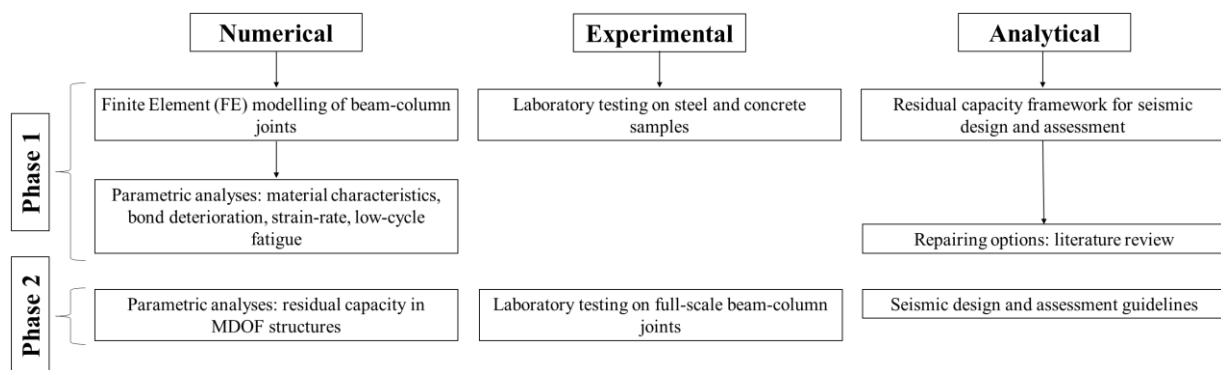 Numerical
Experimental
Analytical
Phase 1
Finite Element (FE) modelling of beam-column
joints
Laboratory testing on steel and concrete
samples
Residual capacity framework for seismic
design and assessment
Parametric analyses: material characteristics,
bond deterioration, strain-rate, low-cycle
fatigue
Repairing options: literature review
Phase 2
Parametric analyses: residual capacity in
MDOF structures
Laboratory testing on full-scale beam-column
joints
Seismic design and assessment guidelines